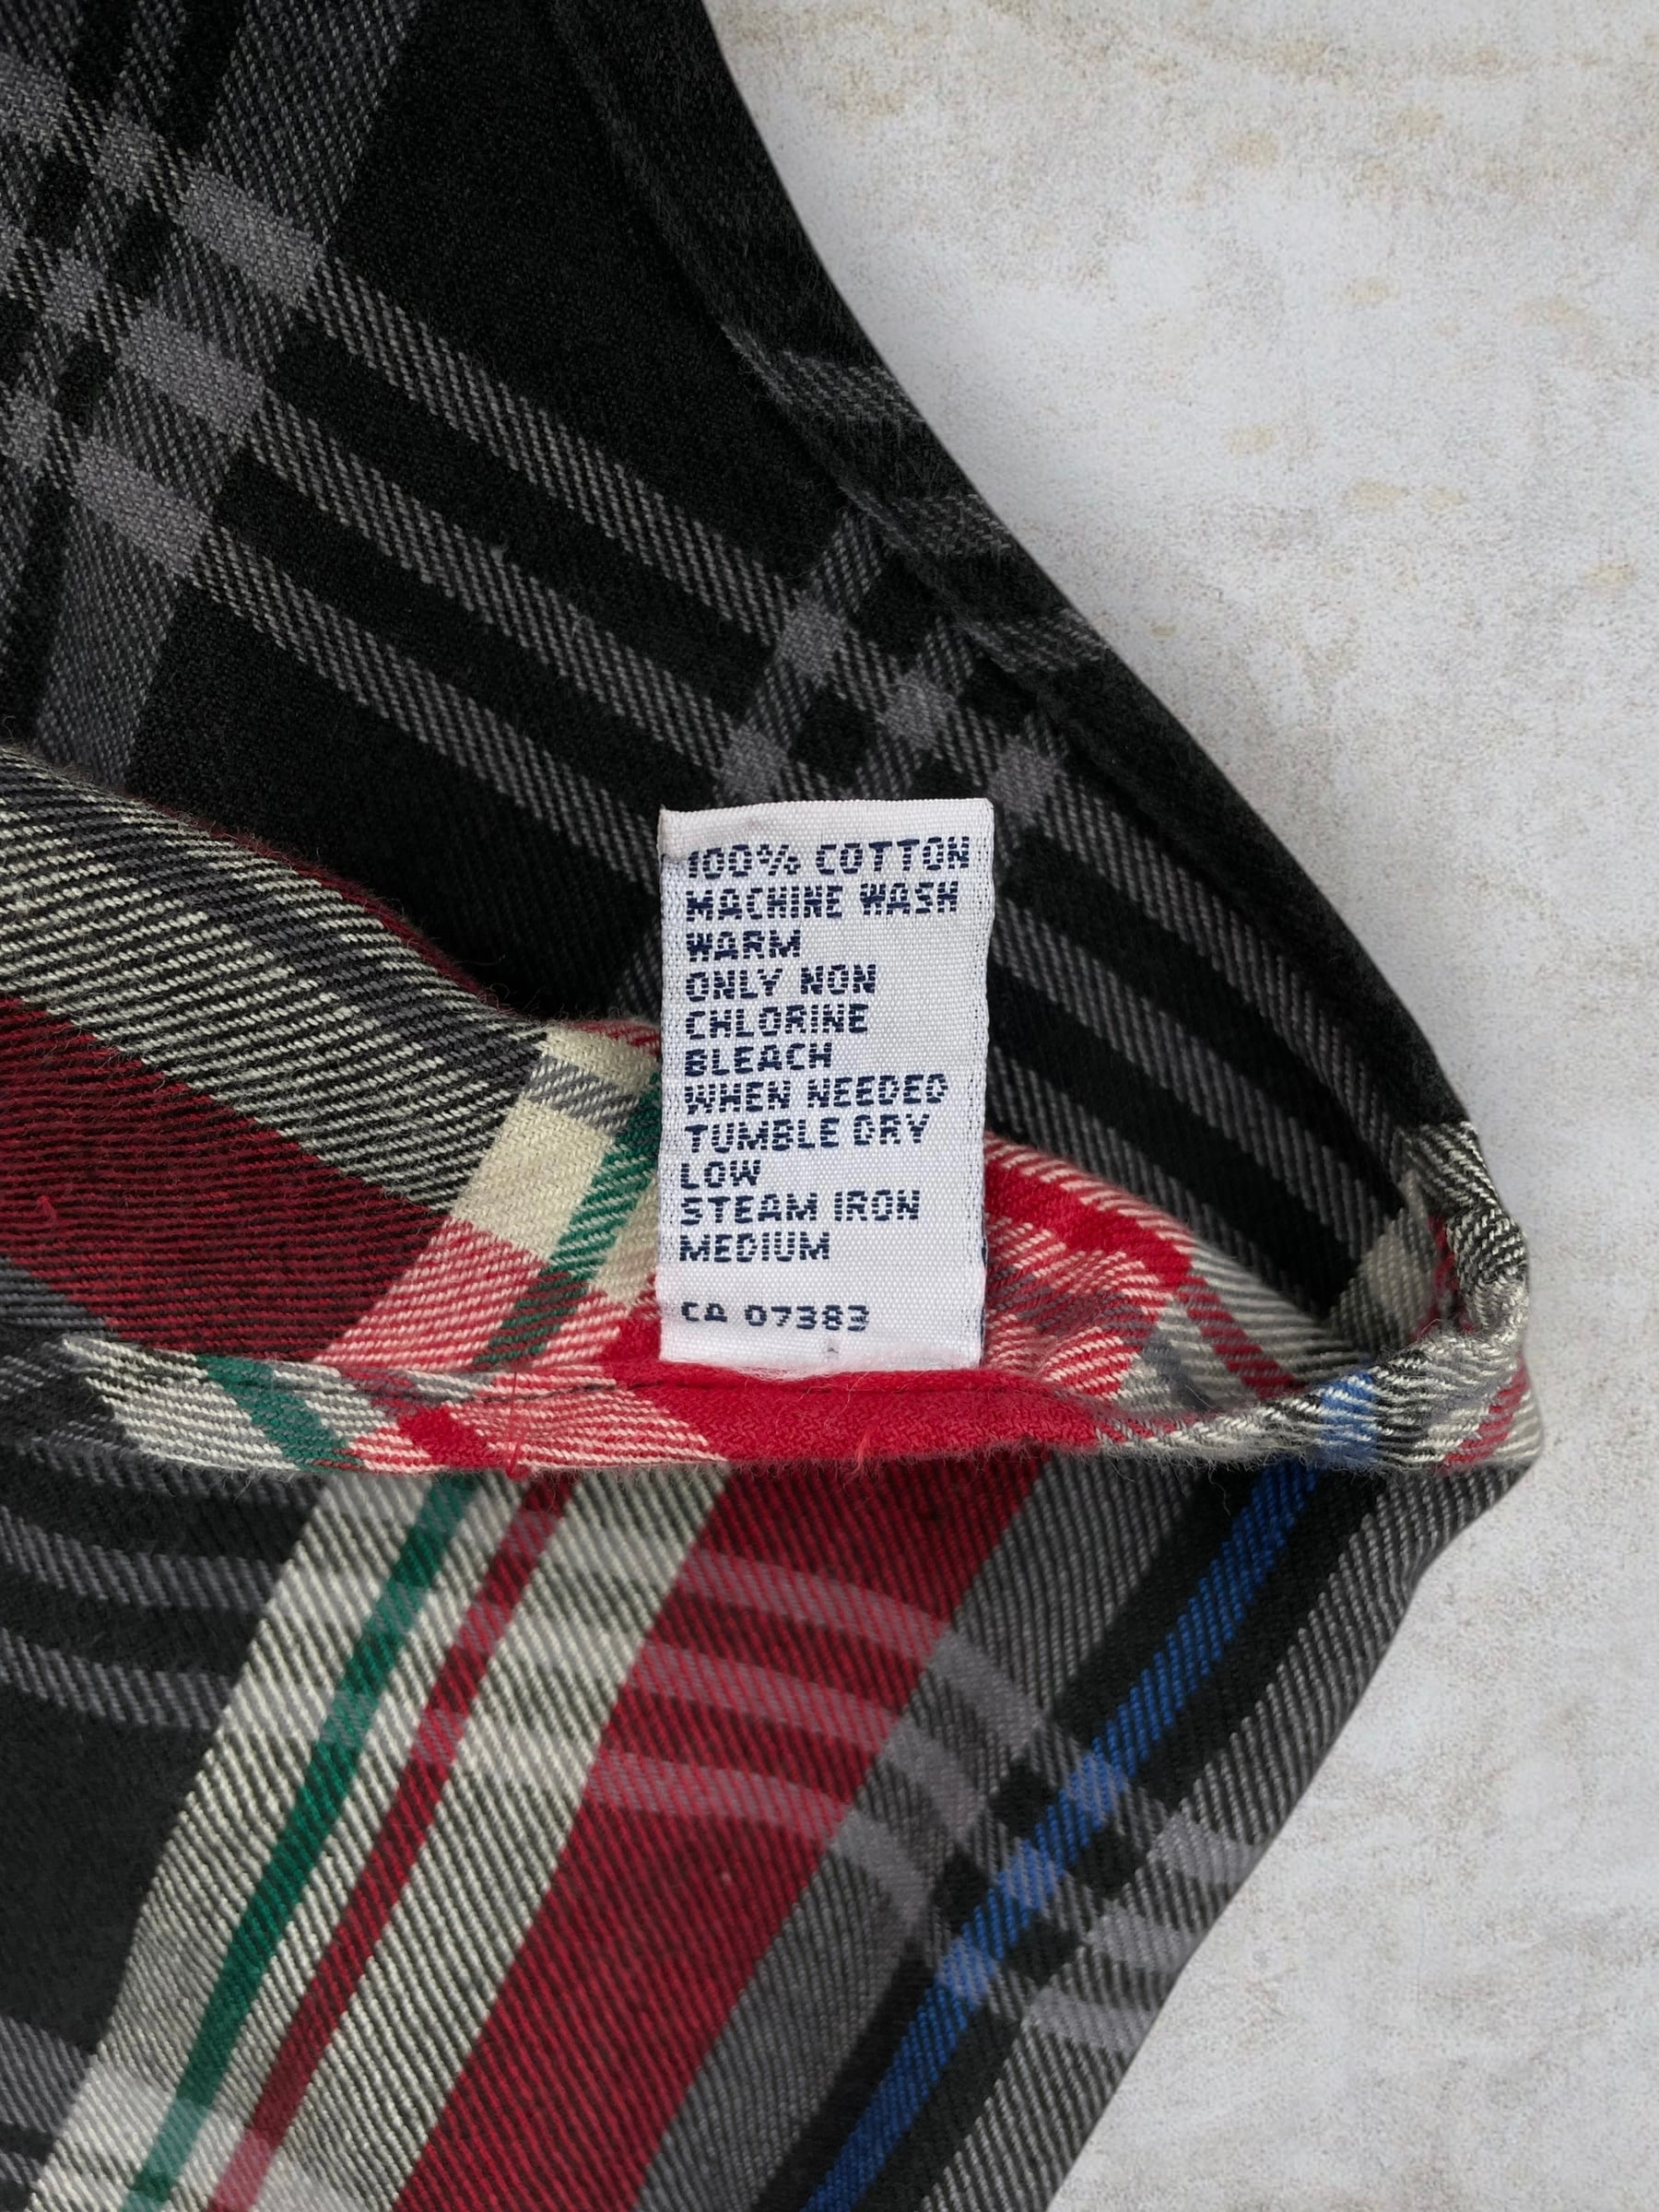 100% COTTON
MACHINE WASH
WARM
ONLY NON
CHLORINE
BLEACH
WHEN NEEDED
TUMBLE DRY
LOW
STEAM IRON
MEDIUM
CA 07383